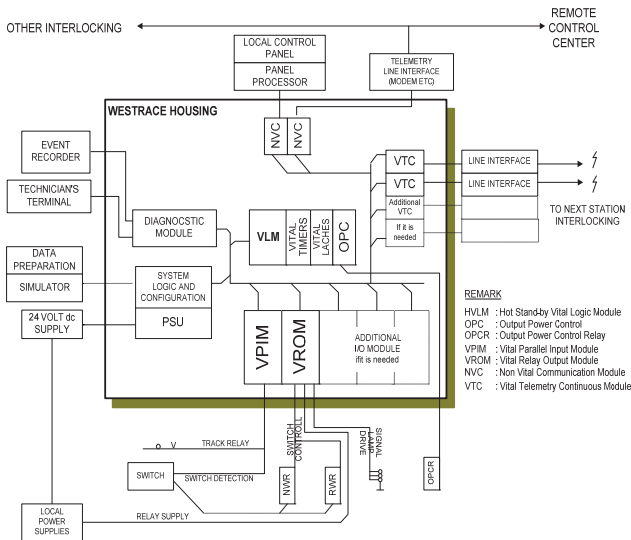 OTHER INTERLOCKING
REMOTE
CONTROL
CENTER
LOCAL CONTROL
PANEL
PANEL
PROCESSOR
TELEMETRY
LINE INTERFACE
(MODEM ETC)
WESTRACE HOUSING
NVC
NVC
EVENT
RECORDER
TECHNICIAN'S
TERMINAL
DATA
PREPARATION
SIMULATOR
24 VOLT dc
SUPPLY
DIAGNOCSTIC
MODULE
SYSTEM
LOGIC AND
CONFIGURATION
PSU
VLM
VITAL
TIMERS
VITAL
LACHES
OPC
VTC
VTC
Additional
VTC
If it is
needed
LINE INTERFACE
LINE INTERFACE
TO NEXT STATION
INTERLOCKING
VPIM
VROM
ADDITIONAL
I/O MODULE
ifit is needed
REMARK
HVLM : Hot Stand-by Vital Logic Module
OPC : Output Power Control
OPCR : Output Power Control Relay
VPIM : Vital Parallel Input Module
VROM : Vital Relay Output Module
NVC : Non Vital Communication Module
VTC : Vital Telemetry Continuous Module
V
TRACK RELAY
SWITCH
CONTROLL
SIGNAL
LAMP
DRIVE
SWITCH
SWITCH DETECTION
NWR
RWR
OPCR
LOCAL
POWER
SUPPLIES
RELAY SUPPLY